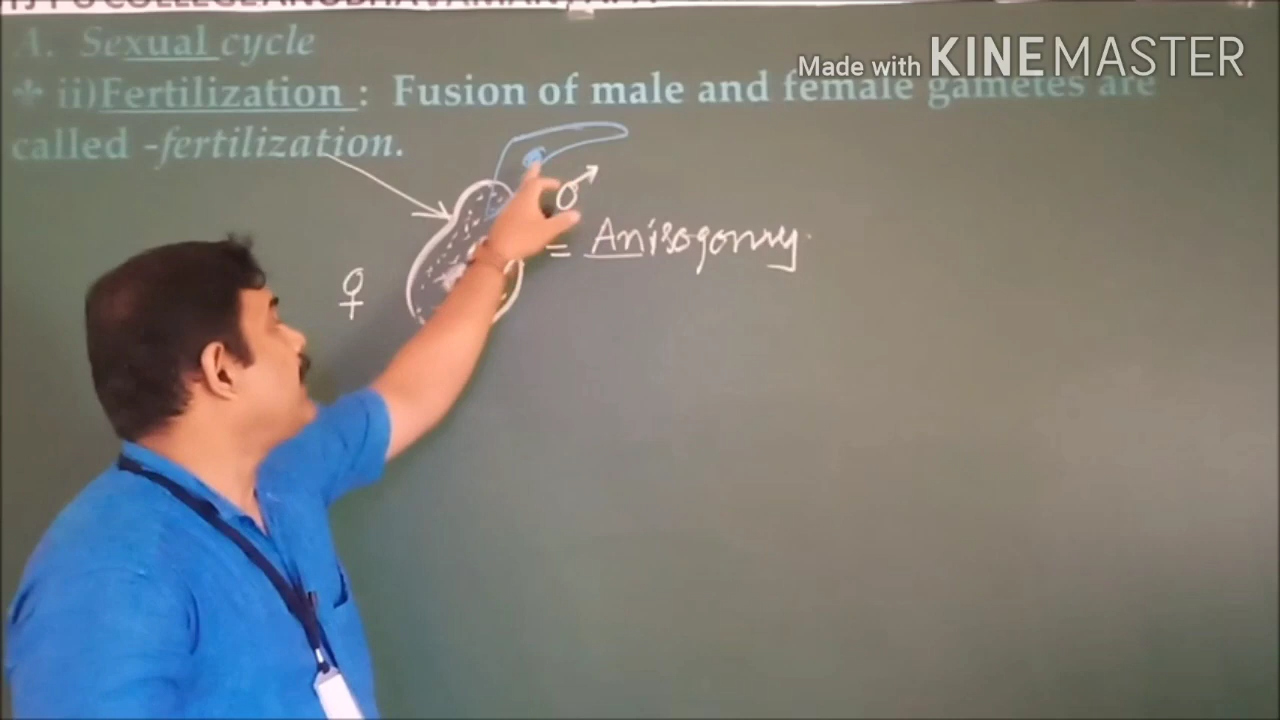 Made with KINEMASTER
A. Sexual cycle
ii)Fertilization : Fusion of male and female gametes are
called -fertilization.
♂
= Anisogomy.
♀